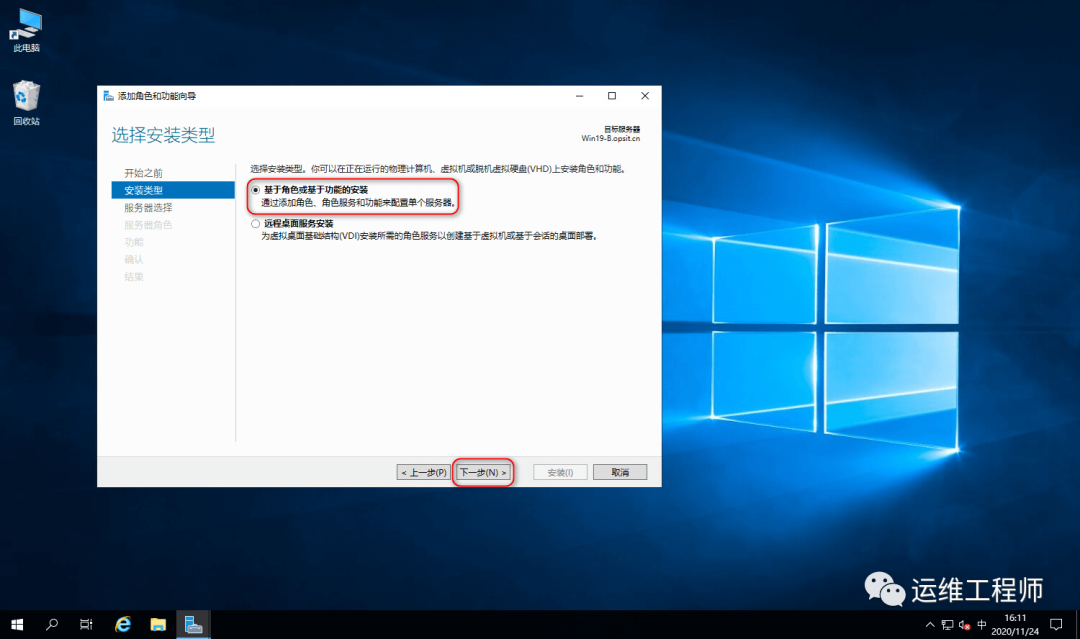 此电脑
回收站
添加角色和功能向导
选择安装类型
目标服务器
Win19-B.opsit.cn
开始之前
安装类型
服务器选择
服务器角色
功能
确认
结果
选择安装类型。你可以在正在运行的物理计算机、虚拟机或脱机虚拟硬盘(VHD)上安装角色和功能。
基于角色或基于功能的安装
通过添加角色、角色服务和功能来配置单个服务器。
远程桌面服务安装
为虚拟桌面基础结构(VDI)安装所需的角色服务以创建基于虚拟机或基于会话的桌面部署。
< 上一步(P)
下一步(N) >
安装(I)
取消
运维工程师
中
16:11
2020/11/24